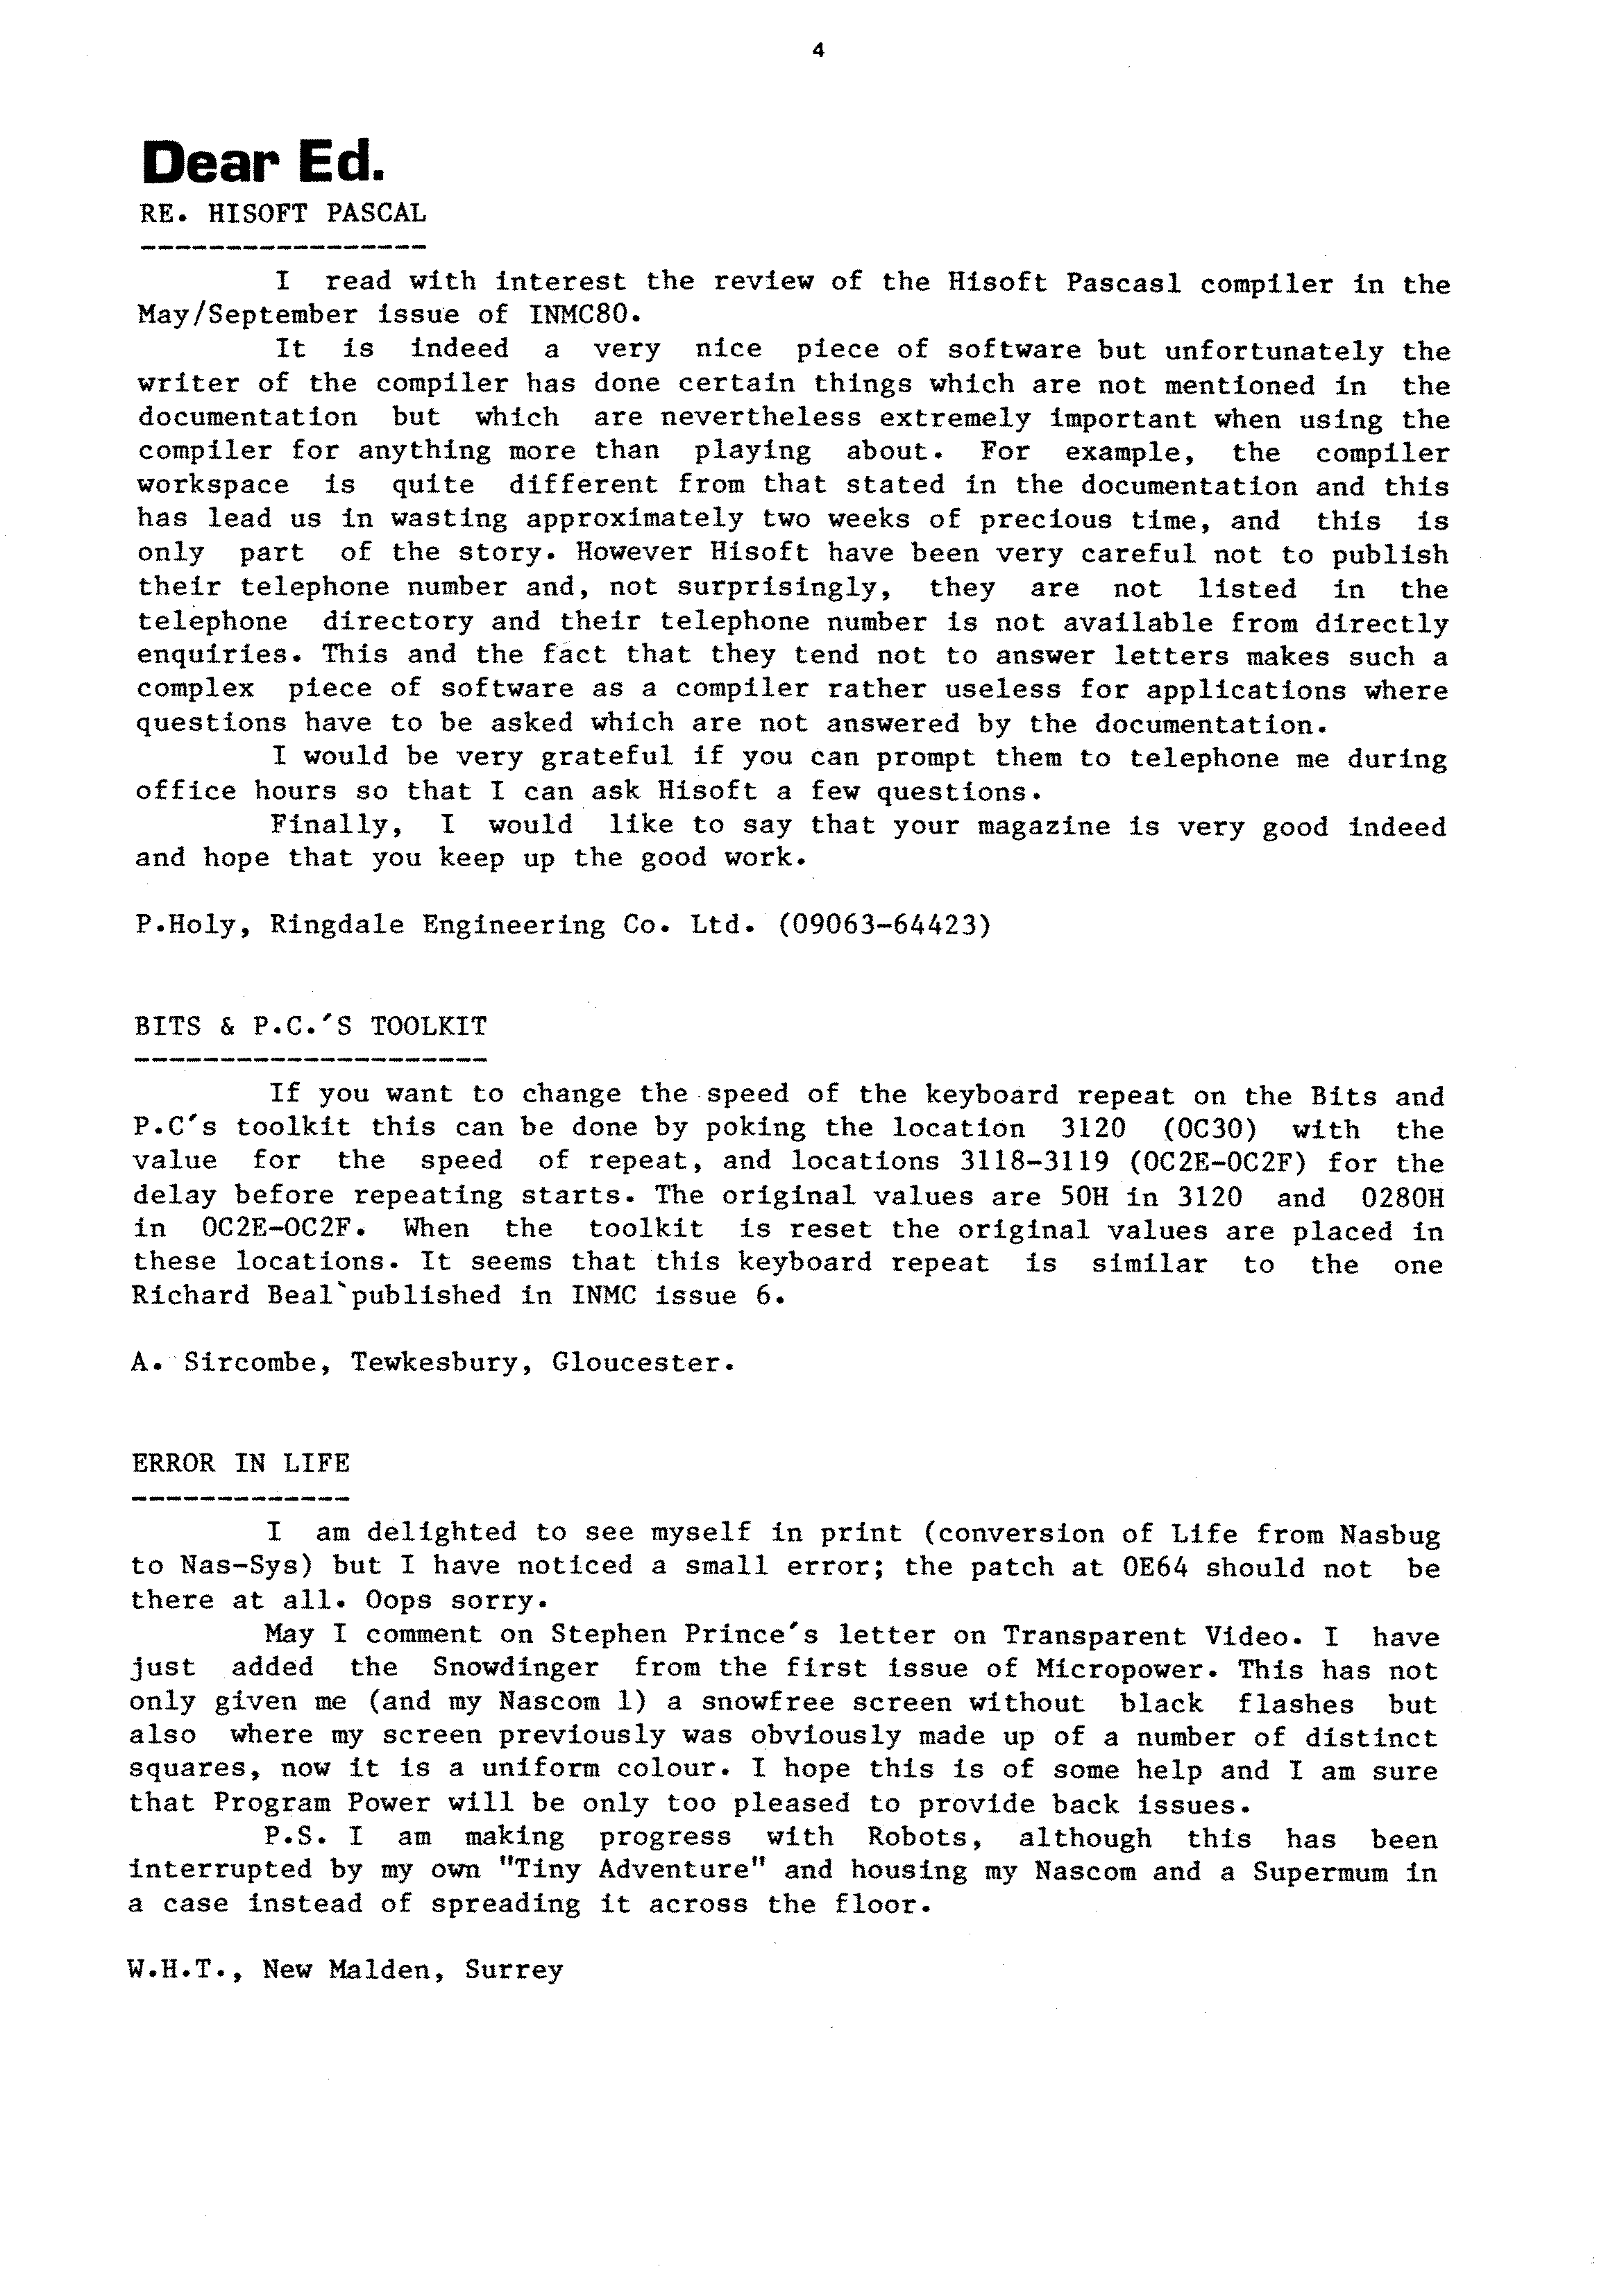 4
Dear Ed.
RE. HISOFT PASCAL
-----------------
I read with interest the review of the Hisoft Pascasl compiler in the
May/September issue of INMC80.
It is indeed a very nice piece of software but unfortunately the
writer of the compiler has done certain things which are not mentioned in the
documentation but which are nevertheless extremely important when using the
compiler for anything more than playing about. For example, the compiler
workspace is quite different from that stated in the documentation and this
has lead us in wasting approximately two weeks of precious time, and this is
only part of the story. However Hisoft have been very careful not to publish
their telephone number and, not surprisingly, they are not listed in the
telephone directory and their telephone number is not available from directly
enquiries. This and the fact that they tend not to answer letters makes such a
complex piece of software as a compiler rather useless for applications where
questions have to be asked which are not answered by the documentation.
I would be very grateful if you can prompt them to telephone me during
office hours so that I can ask Hisoft a few questions.
Finally, I would like to say that your magazine is very good indeed
and hope that you keep up the good work.
P.Holy, Ringdale Engineering Co. Ltd. (09063-64423)
BITS & P.C.'S TOOLKIT
---------------------
If you want to change the speed of the keyboard repeat on the Bits and
P.C's toolkit this can be done by poking the location 3120 (0C30) with the
value for the speed of repeat, and locations 3118-3119 (0C2E-0C2F) for the
delay before repeating starts. The original values are 50H in 3120 and 0280H
in 0C2E-0C2F. When the toolkit is reset the original values are placed in
these locations. It seems that this keyboard repeat is similar to the one
Richard Beal`published in INMC issue 6.
A. Sircombe, Tewkesbury, Gloucester.
ERROR IN LIFE
-------------
I am delighted to see myself in print (conversion of Life from Nasbug
to Nas-Sys) but I have noticed a small error; the patch at 0E64 should not be
there at all. Oops sorry.
May I comment on Stephen Prince's letter on Transparent Video. I have
just added the Snowdinger from the first issue of Micropower. This has not
only given me (and my Nascom 1) a snowfree screen without black flashes but
also where my screen previously was obviously made up of a number of distinct
squares, now it is a uniform colour. I hope this is of some help and I am sure
that Program Power will be only too pleased to provide back issues.
P.S. I am making progress with Robots, although this has been
interrupted by my own "Tiny Adventure" and housing my Nascom and a Supermum in
a case instead of spreading it across the floor.
W.H.T., New Malden, Surrey